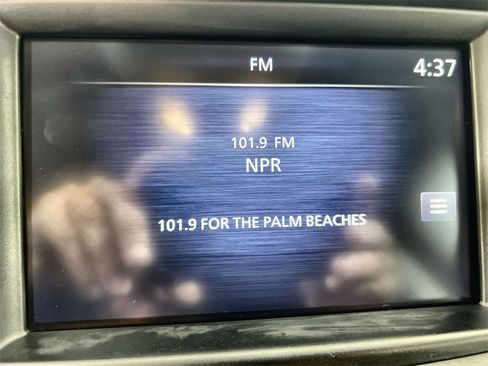 FM
4:37
101.9 FM
NPR
101.9 FOR THE PALM BEACHES